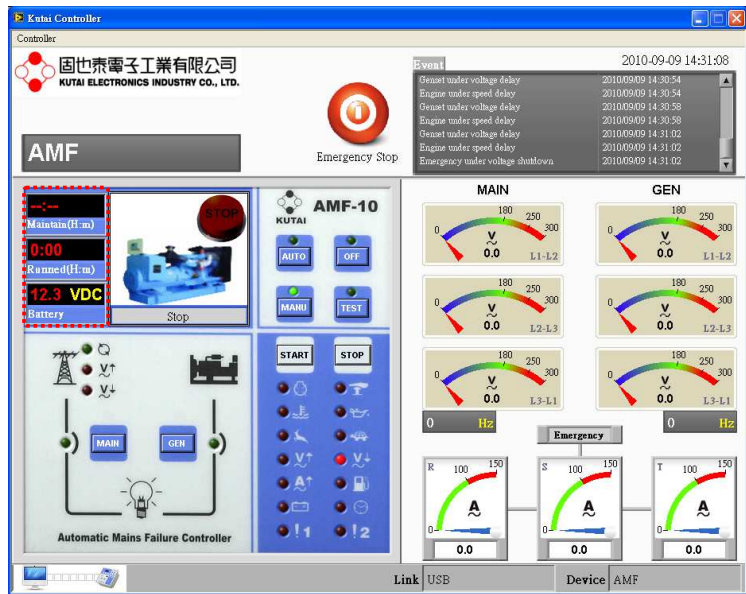 Kutai Controller
Controller
固也泰電子工業有限公司
KUTAI ELECTRONICS INDUSTRY CO., LTD.
AMF
Emergency Stop
Event
2010-09-09 14:31:08
Genset under voltage delay 2010/09/09 14:30:54
Engine under speed delay 2010/09/09 14:30:54
Genset under voltage delay 2010/09/09 14:30:58
Engine under speed delay 2010/09/09 14:30:58
Genset under voltage delay 2010/09/09 14:31:02
Engine under speed delay 2010/09/09 14:31:02
Emergency under voltage shutdown 2010/09/09 14:31:02
--:--
Maintain(H:m)
0:00
Runned(H:m)
12.3 VDC
Battery
STOP
Stop
KUTAI
AMF-10
AUTO OFF
MANU TEST
START STOP
V↑ V↓
A↑
!1 !2
V↑
V↓
MAIN GEN
Automatic Mains Failure Controller
MAIN GEN
0 180 250 300 V 0.0 L1-L2
0 180 250 300 V 0.0 L1-L2
0 180 250 300 V 0.0 L2-L3
0 180 250 300 V 0.0 L2-L3
0 180 250 300 V 0.0 L3-L1
0 180 250 300 V 0.0 L3-L1
0 Hz
0 Hz
Emergency
R 0 100 150 A 0.0
S 0 100 150 A 0.0
T 0 100 150 A 0.0
Link USB Device AMF